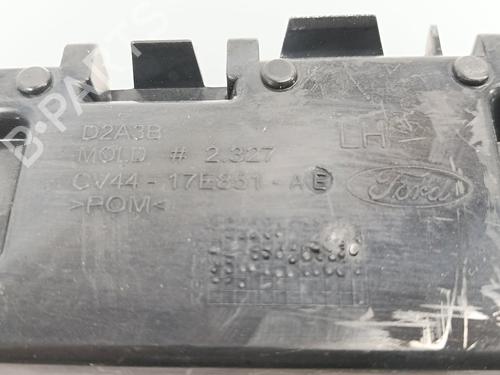 D2A3B
MOLD # 2.327
CV44-17E851-AE
>POM<
LH
Ford
B-PARTS